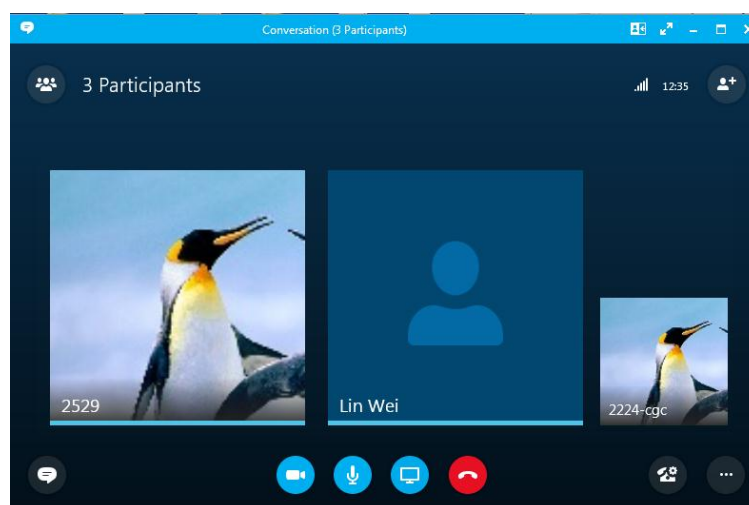 Conversation (3 Participants)
3 Participants
12:35
2529
Lin Wei
2224-cgc